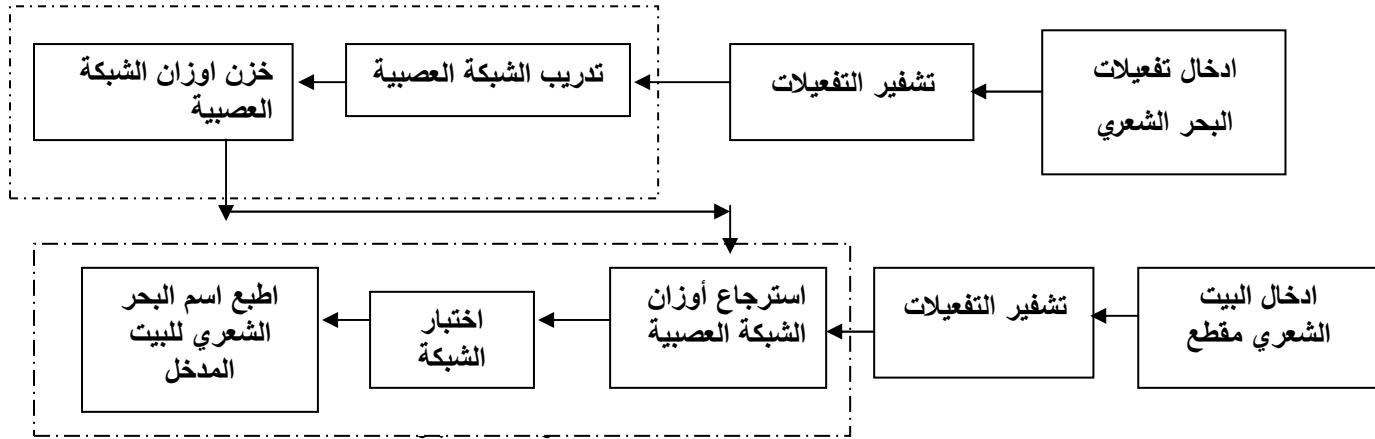 ادخال تفعيلات
البحر الشعري
تشفير التفعيلات
تدريب الشبكة العصبية
خزن اوزان الشبكة
العصبية
ادخال البيت
الشعري مقطع
تشفير التفعيلات
استرجاع أوزان
الشبكة العصبية
اختبار
الشبكة
اطبع اسم البحر
الشعري للبيت
المدخل